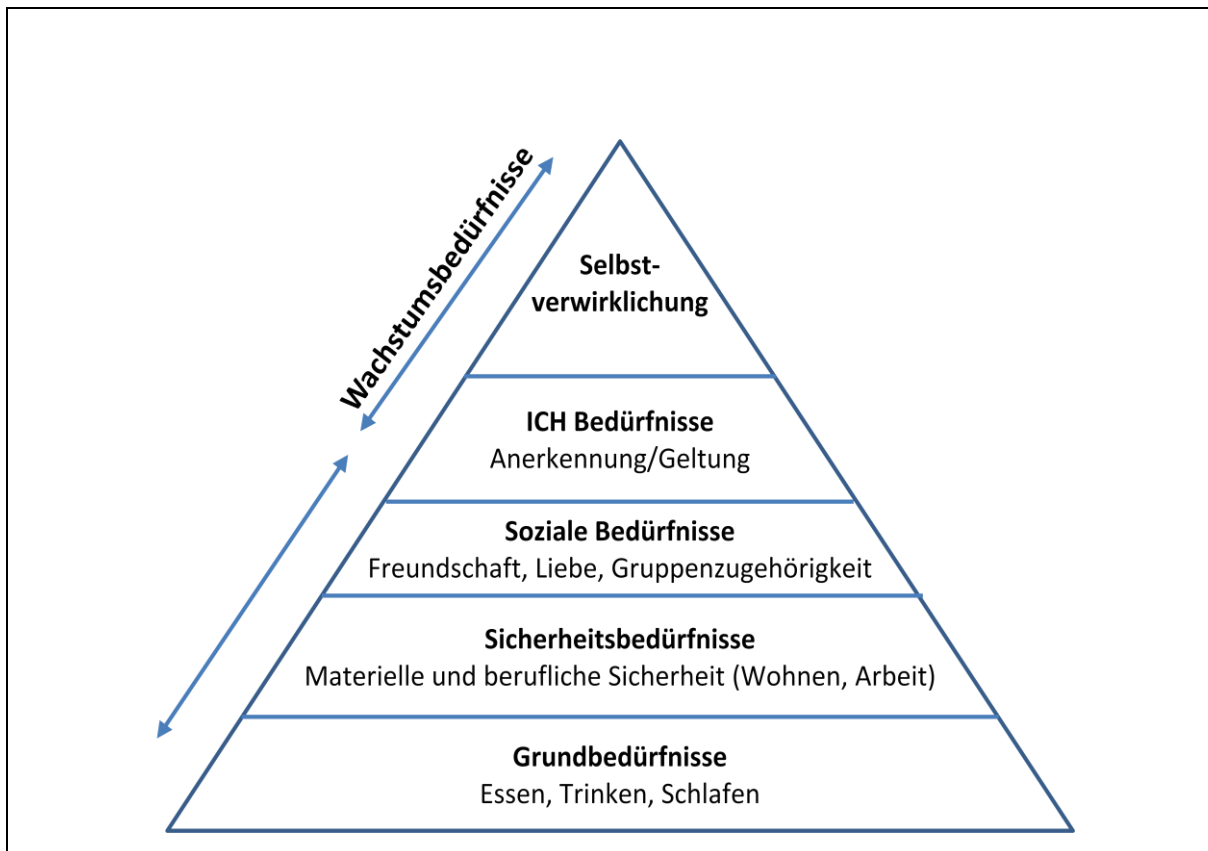 Wachstumsbedürfnisse
Selbst-
verwirklichung
ICH Bedürfnisse
Anerkennung/Geltung
Soziale Bedürfnisse
Freundschaft, Liebe, Gruppenzugehörigkeit
Sicherheitsbedürfnisse
Materielle und berufliche Sicherheit (Wohnen, Arbeit)
Grundbedürfnisse
Essen, Trinken, Schlafen